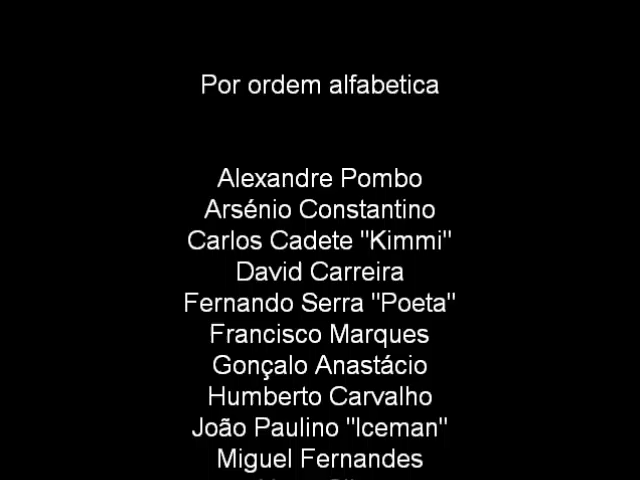 Por ordem alfabetica
Alexandre Pombo
Arsénio Constantino
Carlos Cadete "Kimmi"
David Carreira
Fernando Serra "Poeta"
Francisco Marques
Gonçalo Anastácio
Humberto Carvalho
João Paulino "Iceman"
Miguel Fernandes